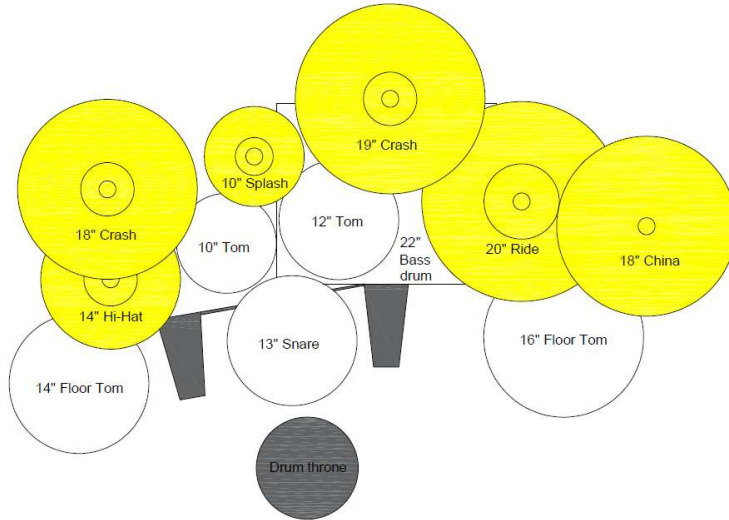 19" Crash
10" Splash
18" Crash
10" Tom
12" Tom
22"
Bass
drum
20" Ride
18" China
14" Hi-Hat
13" Snare
16" Floor Tom
14" Floor Tom
Drum throne